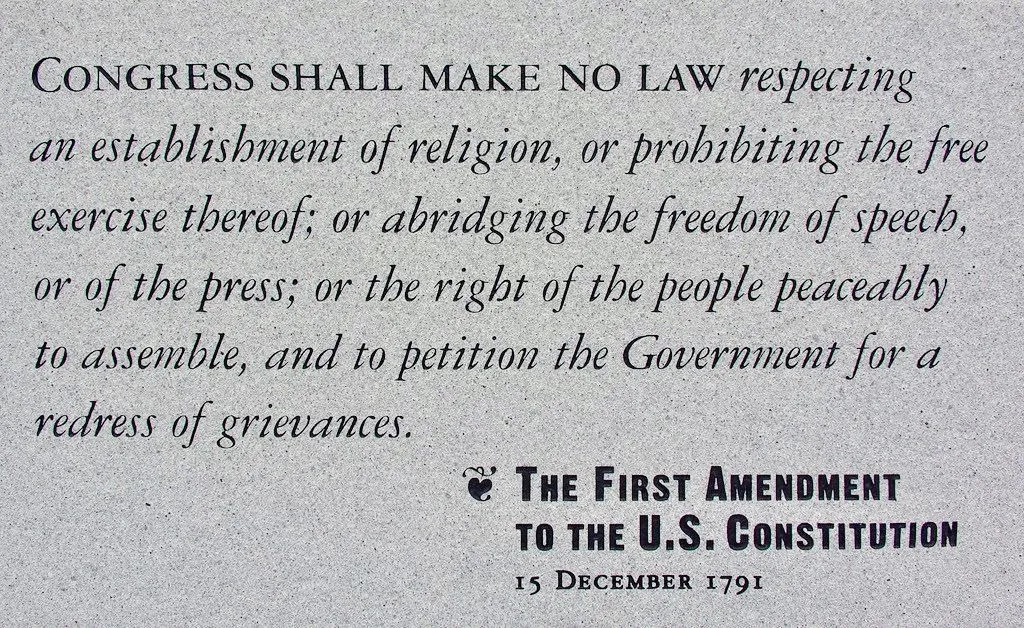 CONGRESS SHALL MAKE NO LAW respecting
an establishment of religion, or prohibiting the free
exercise thereof; or abridging the freedom of speech,
or of the press; or the right of the people peaceably
to assemble, and to petition the Government for a
redress of grievances.
❦ THE FIRST AMENDMENT
TO THE U.S. CONSTITUTION
15 DECEMBER 1791